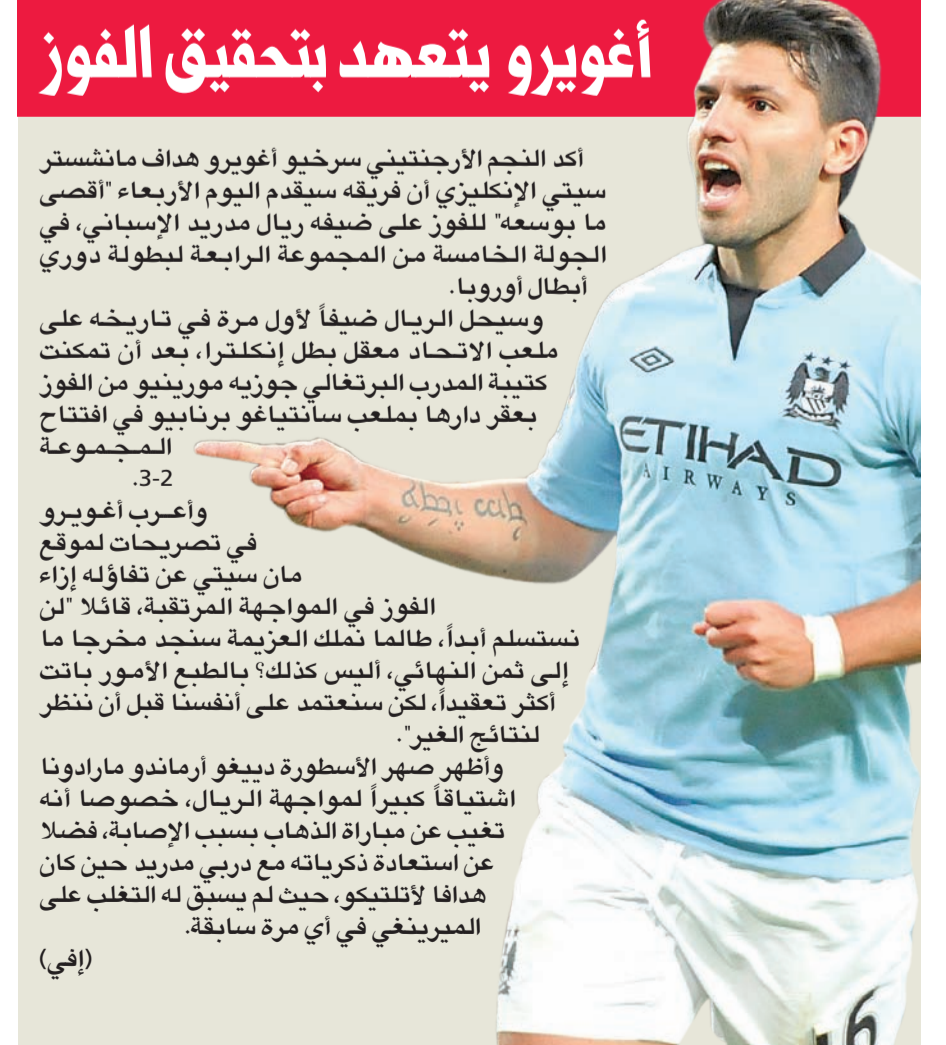 أغويرو يتعهد بتحقيق الفوز
أكد النجم الأرجنتيني سرخيو أغويرو هداف مانشستر
سيتي الإنكليزي أن فريقه سيقدم اليوم الأربعاء "أقصى
ما بوسعه" للفوز على ضيفه ريال مدريد الإسباني، في
الجولة الخامسة من المجموعة الرابعة لبطولة دوري
أبطال أوروبا.
وسيحل الريال ضيفاً لأول مرة في تاريخه على
ملعب الاتحاد معقل بطل إنكلترا، بعد أن تمكنت
كتيبة المدرب البرتغالي جوزيه مورينيو من الفوز
بعقر دارها بملعب سانتياغو برنابيو في افتتاح
المجموعة
3-2.
وأعرب أغويرو
في تصريحات لموقع
مان سيتي عن تفاؤله إزاء
الفوز في المواجهة المرتقبة، قائلا "لن
نستسلم أبداً، طالما نملك العزيمة سنجد مخرجا ما
إلى ثمن النهائي، أليس كذلك؟ بالطبع الأمور باتت
أكثر تعقيداً، لكن سنعتمد على أنفسنا قبل أن ننظر
لنتائج الغير".
وأظهر صهر الأسطورة دييغو أرماندو مارادونا
اشتياقاً كبيراً لمواجهة الريال، خصوصا أنه
تغيب عن مباراة الذهاب بسبب الإصابة، فضلا
عن استعادة ذكرياته مع دربي مدريد حين كان
هدافا لأتلتيكو، حيث لم يسبق له التغلب على
الميرينغي في أي مرة سابقة.
(إفي)
ETIHAD
AIRWAYS
16